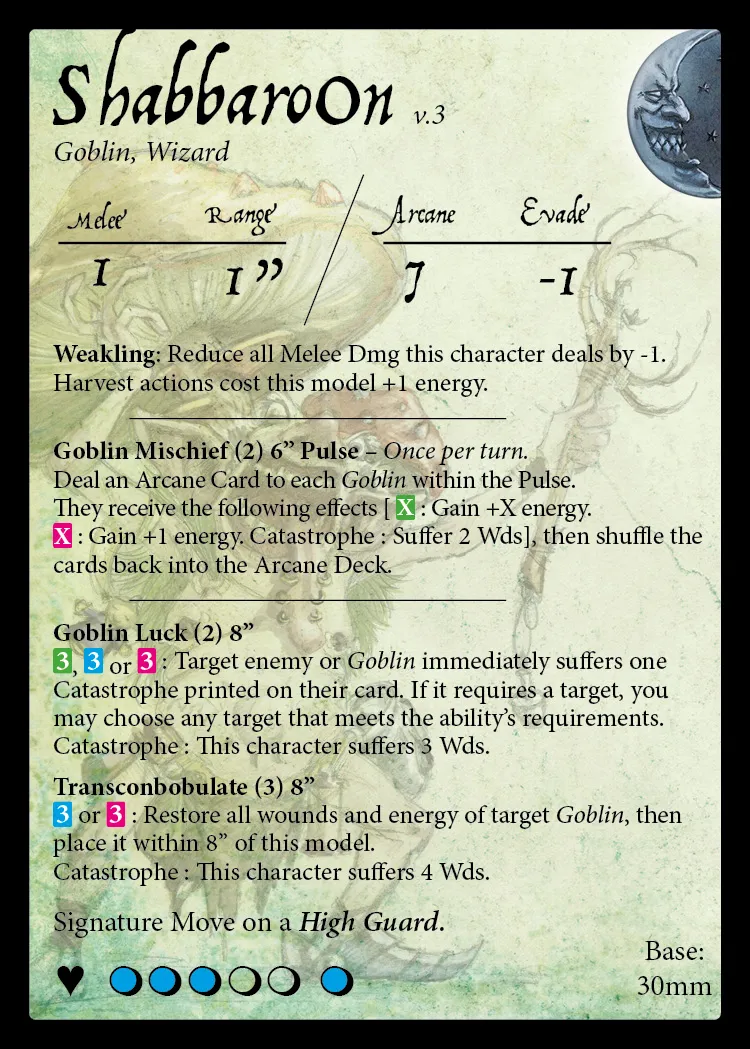 ShabbaroOn v.3
Goblin, Wizard
Melee Range Arcane Evade
1 1” J -1
Weakling: Reduce all Melee Dmg this character deals by -1.
Harvest actions cost this model +1 energy.
Goblin Mischief (2) 6” Pulse – Once per turn.
Deal an Arcane Card to each Goblin within the Pulse.
They receive the following effects [ X : Gain +X energy.
X : Gain +1 energy. Catastrophe : Suffer 2 Wds], then shuffle the
cards back into the Arcane Deck.
Goblin Luck (2) 8”
3, 3 or 3 : Target enemy or Goblin immediately suffers one
Catastrophe printed on their card. If it requires a target, you
may choose any target that meets the ability’s requirements.
Catastrophe : This character suffers 3 Wds.
Transconbobulate (3) 8”
3 or 3 : Restore all wounds and energy of target Goblin, then
place it within 8” of this model.
Catastrophe : This character suffers 4 Wds.
Signature Move on a High Guard.
Base:
30mm